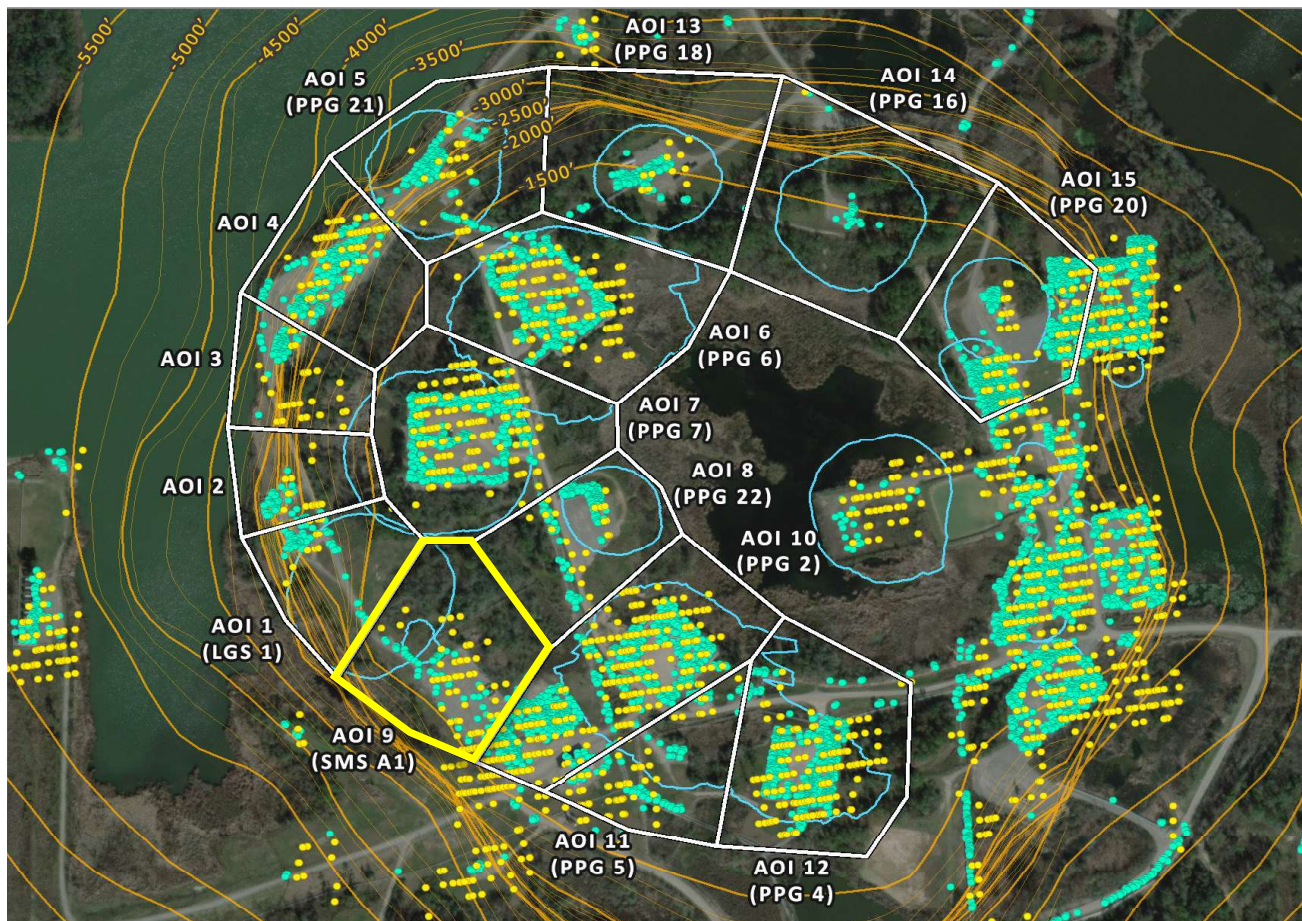 -5500'
-5000'
-4500'
-4000'
-3500'
-3000'
-2500'
-2000'
-1500'
AOI 13
(PPG 18)
AOI 14
(PPG 16)
AOI 5
(PPG 21)
AOI 15
(PPG 20)
AOI 4
AOI 3
AOI 6
(PPG 6)
AOI 7
(PPG 7)
AOI 2
AOI 8
(PPG 22)
AOI 10
(PPG 2)
AOI 1
(LGS 1)
AOI 9
(SMS A1)
AOI 11
(PPG 5)
AOI 12
(PPG 4)